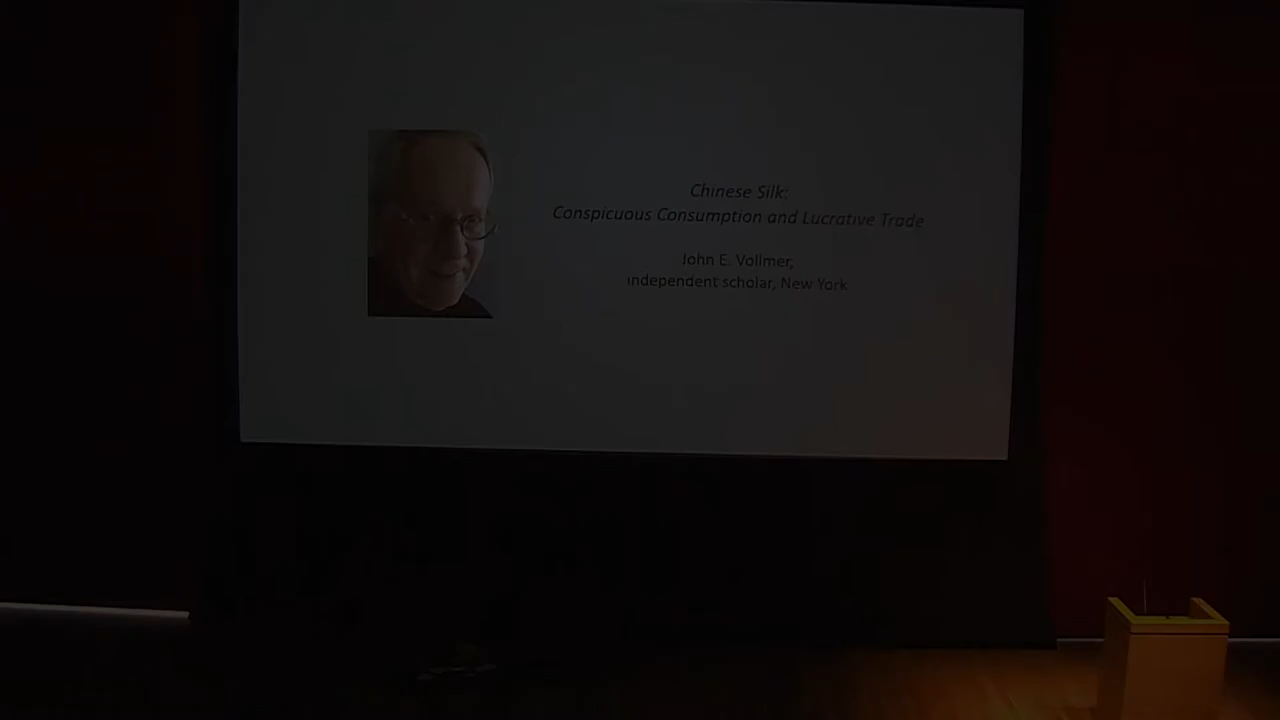 Chinese Silk:
Conspicuous Consumption and Lucrative Trade
John E. Vollmer,
independent scholar, New York